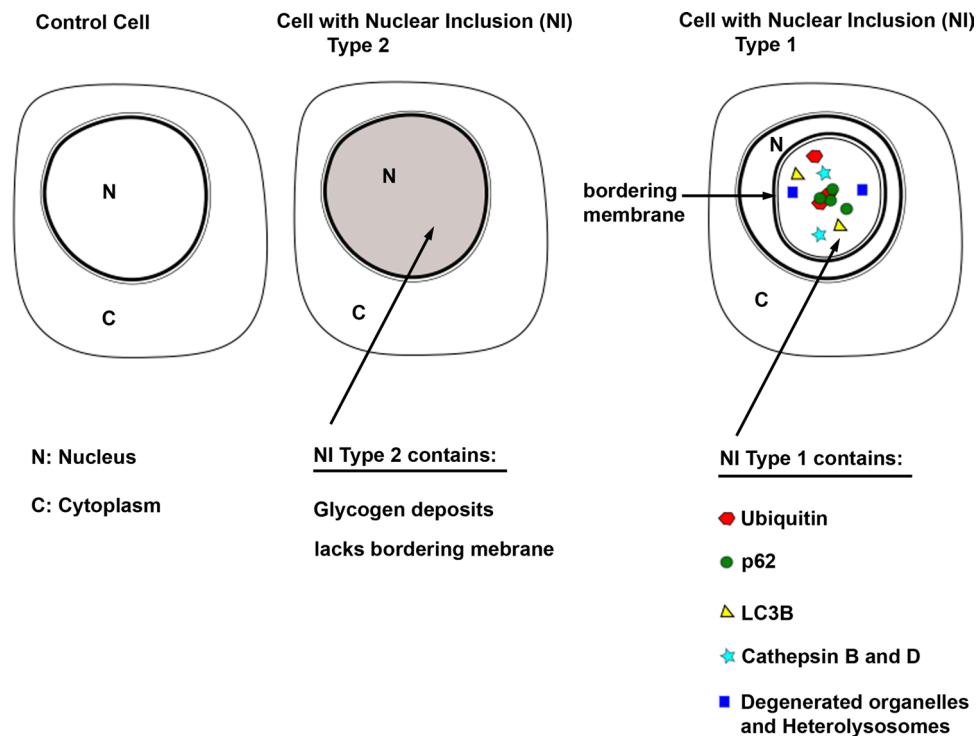 Control Cell
Cell with Nuclear Inclusion (NI)
Type 2
Cell with Nuclear Inclusion (NI)
Type 1
N
C
N
C
bordering
membrane
N
C
N: Nucleus
C: Cytoplasm
NI Type 2 contains:
Glycogen deposits
lacks bordering mebrane
NI Type 1 contains:
Ubiquitin
p62
LC3B
Cathepsin B and D
Degenerated organelles
and Heterolysosomes